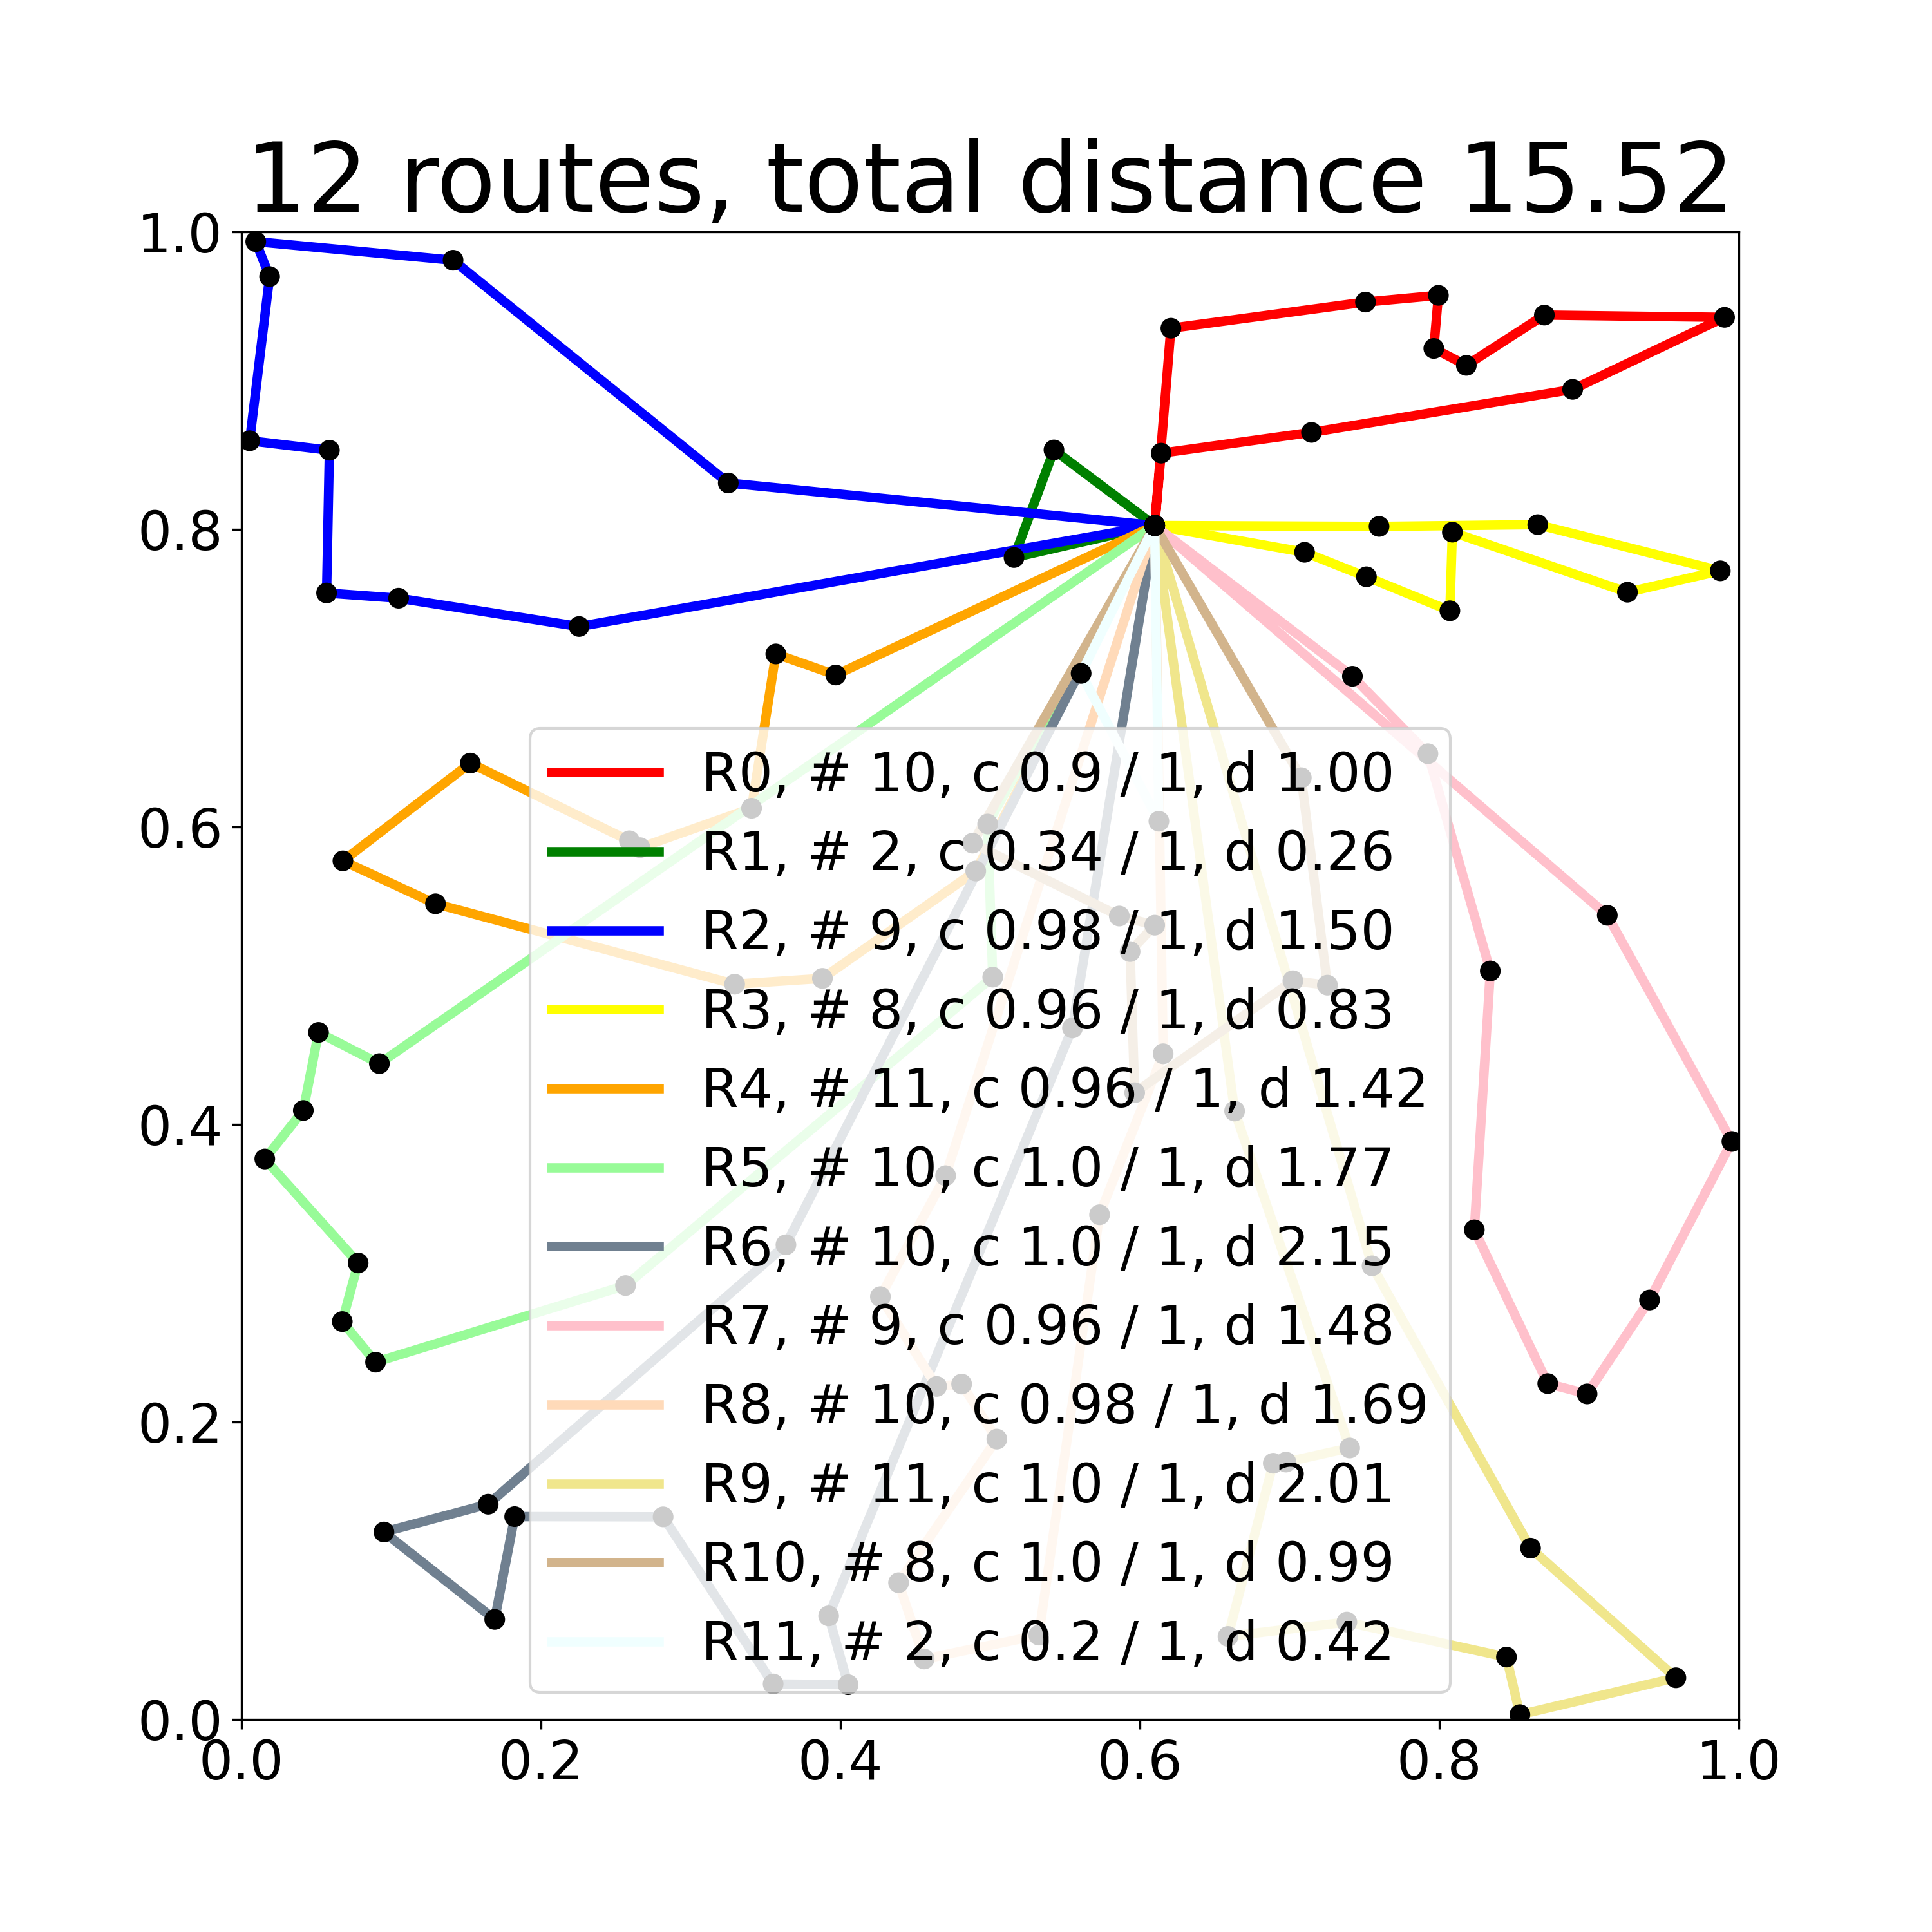 12 routes, total distance 15.52
1.0
0.8
0.6
0.4
0.2
0.0
R0, # 10, c 0.9 / 1, d 1.00
R1, # 2, c 0.34 / 1, d 0.26
R2, # 9, c 0.98 / 1, d 1.50
R3, # 8, c 0.96 / 1, d 0.83
R4, # 11, c 0.96 / 1, d 1.42
R5, # 10, c 1.0 / 1, d 1.77
R6, # 10, c 1.0 / 1, d 2.15
R7, # 9, c 0.96 / 1, d 1.48
R8, # 10, c 0.98 / 1, d 1.69
R9, # 11, c 1.0 / 1, d 2.01
R10, # 8, c 1.0 / 1, d 0.99
R11, # 2, c 0.2 / 1, d 0.42
0.0 0.2 0.4 0.6 0.8 1.0